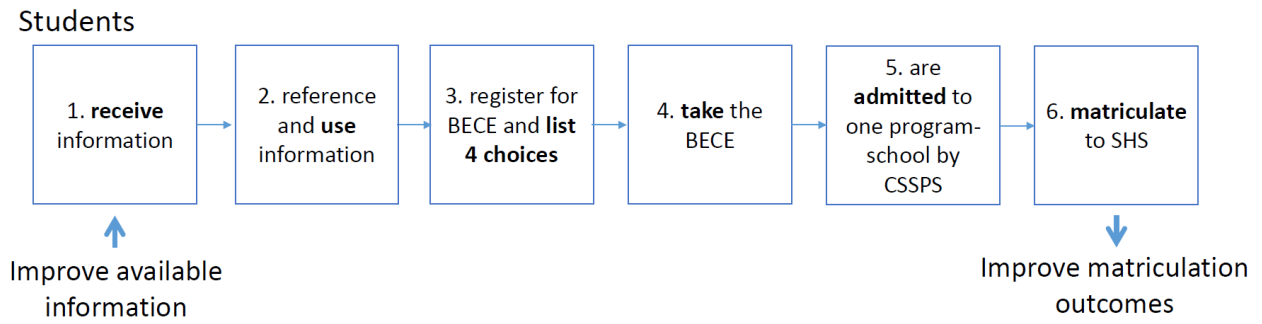 Students
1. receive
information
2. reference
and use
information
3. register for
BECE and list
4 choices
4. take the
BECE
5. are
admitted to
one program-
school by
CSSPS
6. matriculate
to SHS
Improve available
information
Improve matriculation
outcomes